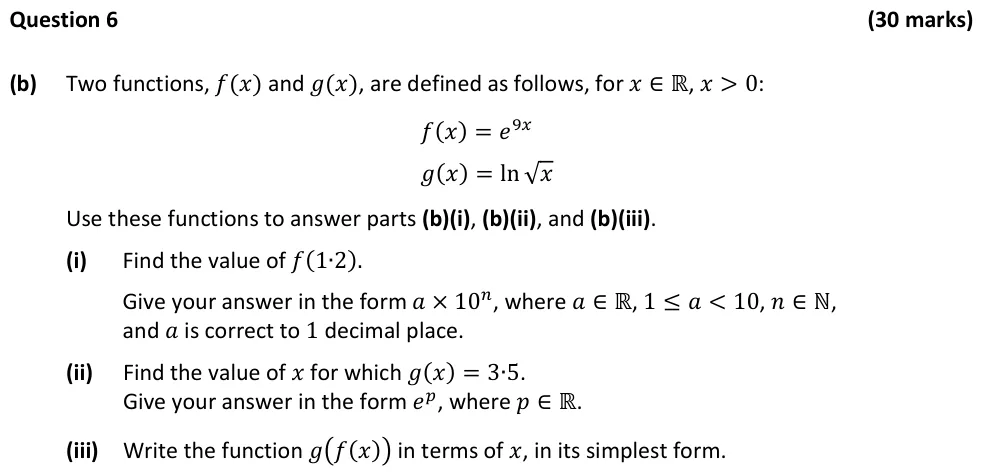 Question 6 (30 marks)
(b) Two functions, f(x) and g(x), are defined as follows, for x ∈ ℝ, x > 0:
f(x) = e⁹ˣ
g(x) = ln √x
Use these functions to answer parts (b)(i), (b)(ii), and (b)(iii).
(i) Find the value of f(1·2).
Give your answer in the form a × 10ⁿ, where a ∈ ℝ, 1 ≤ a < 10, n ∈ ℕ,
and a is correct to 1 decimal place.
(ii) Find the value of x for which g(x) = 3·5.
Give your answer in the form eᵖ, where p ∈ ℝ.
(iii) Write the function g(f(x)) in terms of x, in its simplest form.